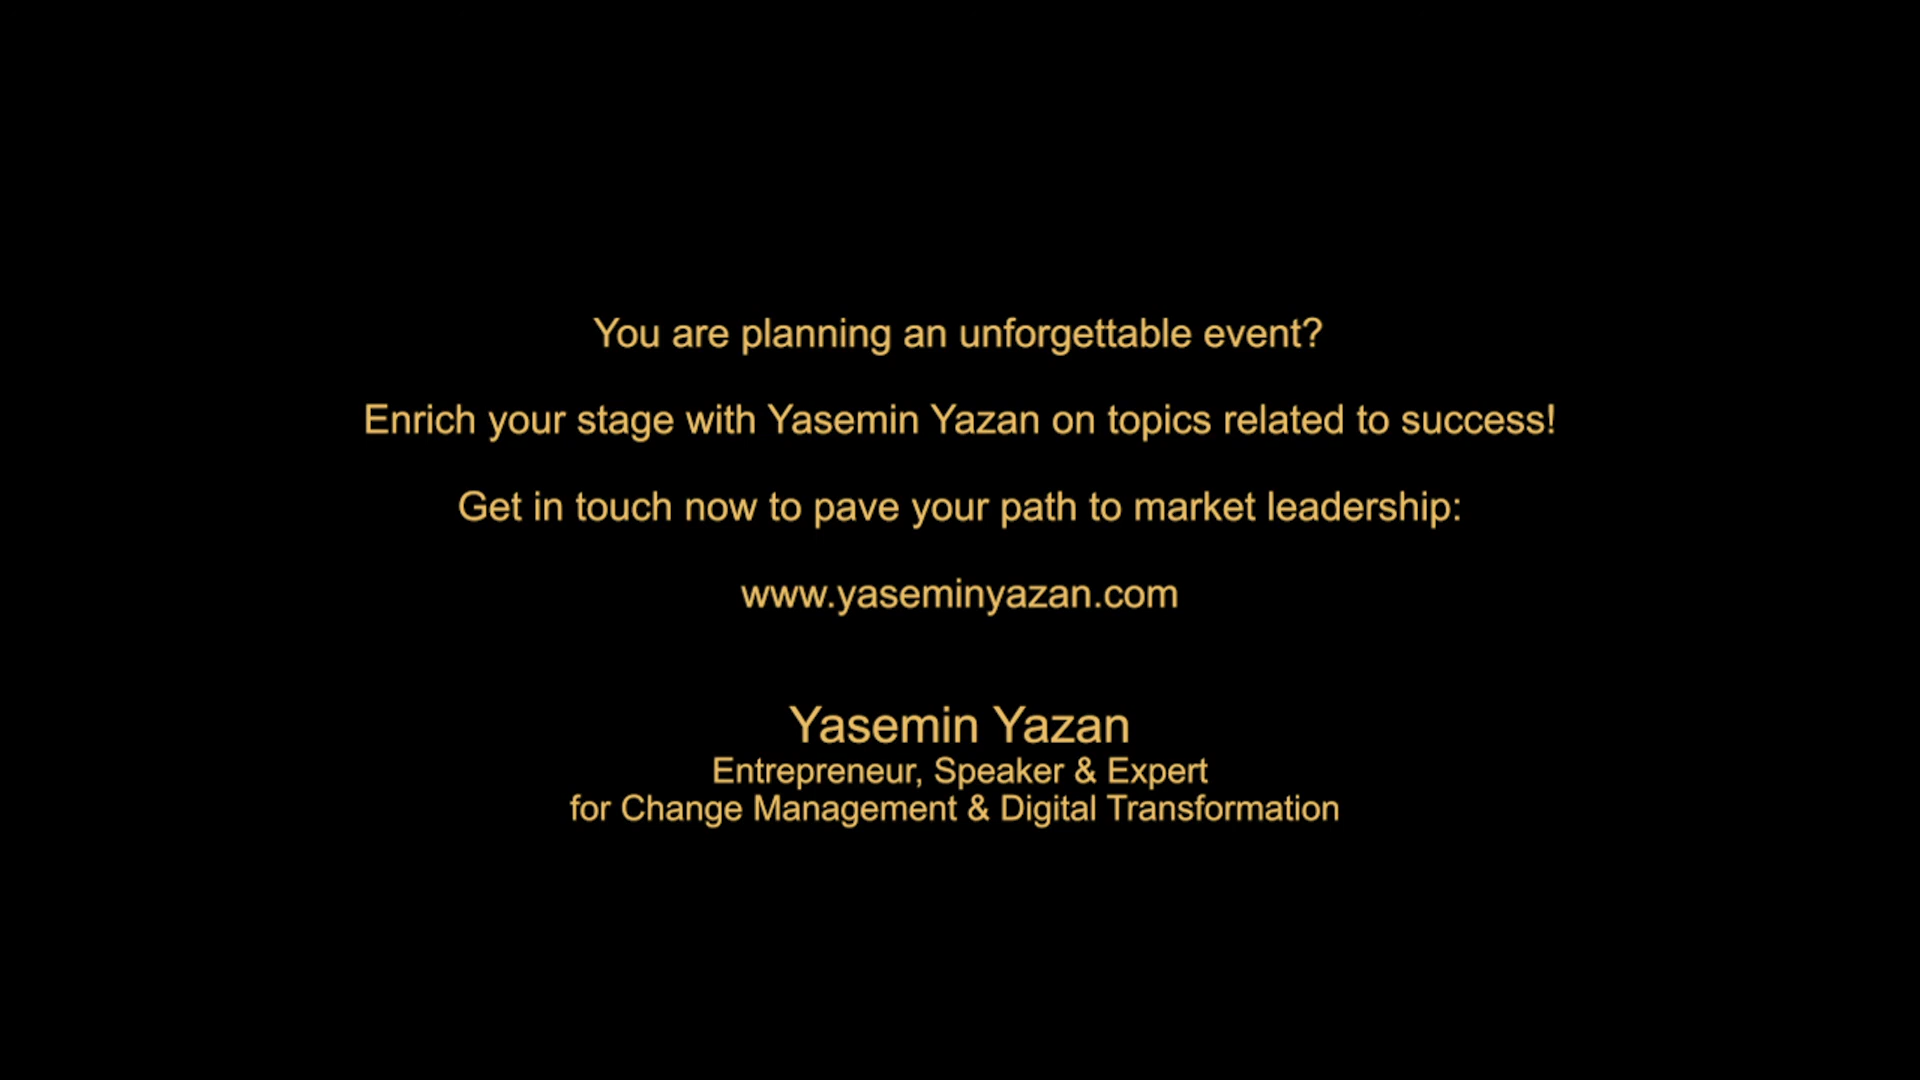 You are planning an unforgettable event?
Enrich your stage with Yasemin Yazan on topics related to success!
Get in touch now to pave your path to market leadership:
www.yaseminyazan.com
Yasemin Yazan
Entrepreneur, Speaker & Expert
for Change Management & Digital Transformation